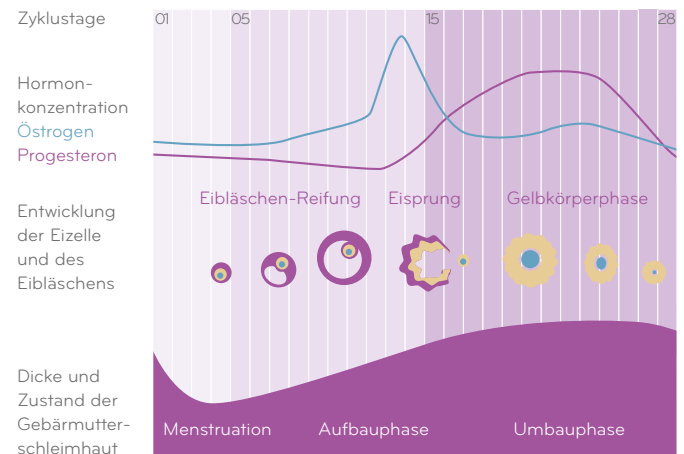 Zyklustage 01 05 15 28
Hormon-
konzentration
Östrogen
Progesteron
Eibläschen-Reifung Eisprung Gelbkörperphase
Entwicklung
der Eizelle
und des
Eibläschens
Dicke und
Zustand der
Gebärmutter-
schleimhaut
Menstruation Aufbauphase Umbauphase